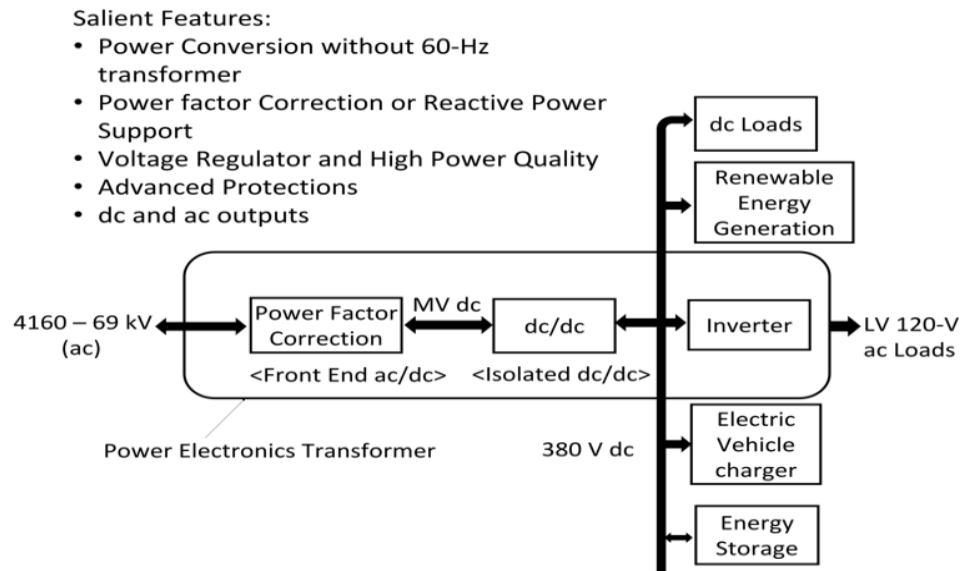 Salient Features:
• Power Conversion without 60-Hz
transformer
• Power factor Correction or Reactive Power
Support
• Voltage Regulator and High Power Quality
• Advanced Protections
• dc and ac outputs
dc Loads
Renewable
Energy
Generation
4160 – 69 kV
(ac)
Power Factor
Correction
<Front End ac/dc>
MV dc
dc/dc
<Isolated dc/dc>
Inverter
LV 120-V
ac Loads
Power Electronics Transformer
380 V dc
Electric
Vehicle
charger
Energy
Storage